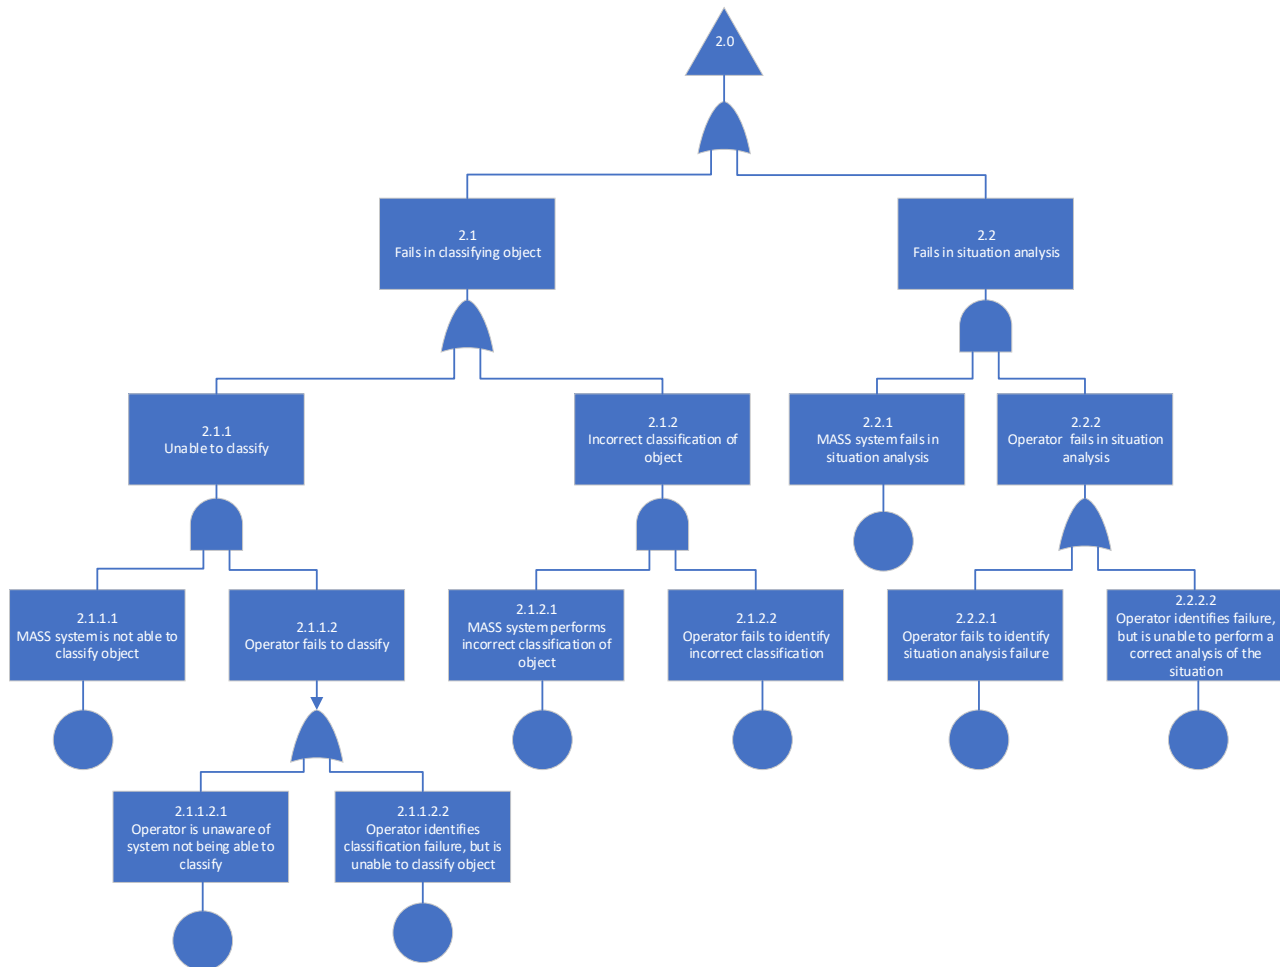 2.0
2.1
Fails in classifying object
2.2
Fails in situation analysis
2.1.1
Unable to classify
2.1.2
Incorrect classification of
object
2.2.1
MASS system fails in
situation analysis
2.2.2
Operator fails in situation
analysis
2.1.1.1
MASS system is not able to
classify object
2.1.1.2
Operator fails to classify
2.1.2.1
MASS system performs
incorrect classification of
object
2.1.2.2
Operator fails to identify
incorrect classification
2.2.2.1
Operator fails to identify
situation analysis failure
2.2.2.2
Operator identifies failure,
but is unable to perform a
correct analysis of the
situation
2.1.1.2.1
Operator is unaware of
system not being able to
classify
2.1.1.2.2
Operator identifies
classification failure, but is
unable to classify object